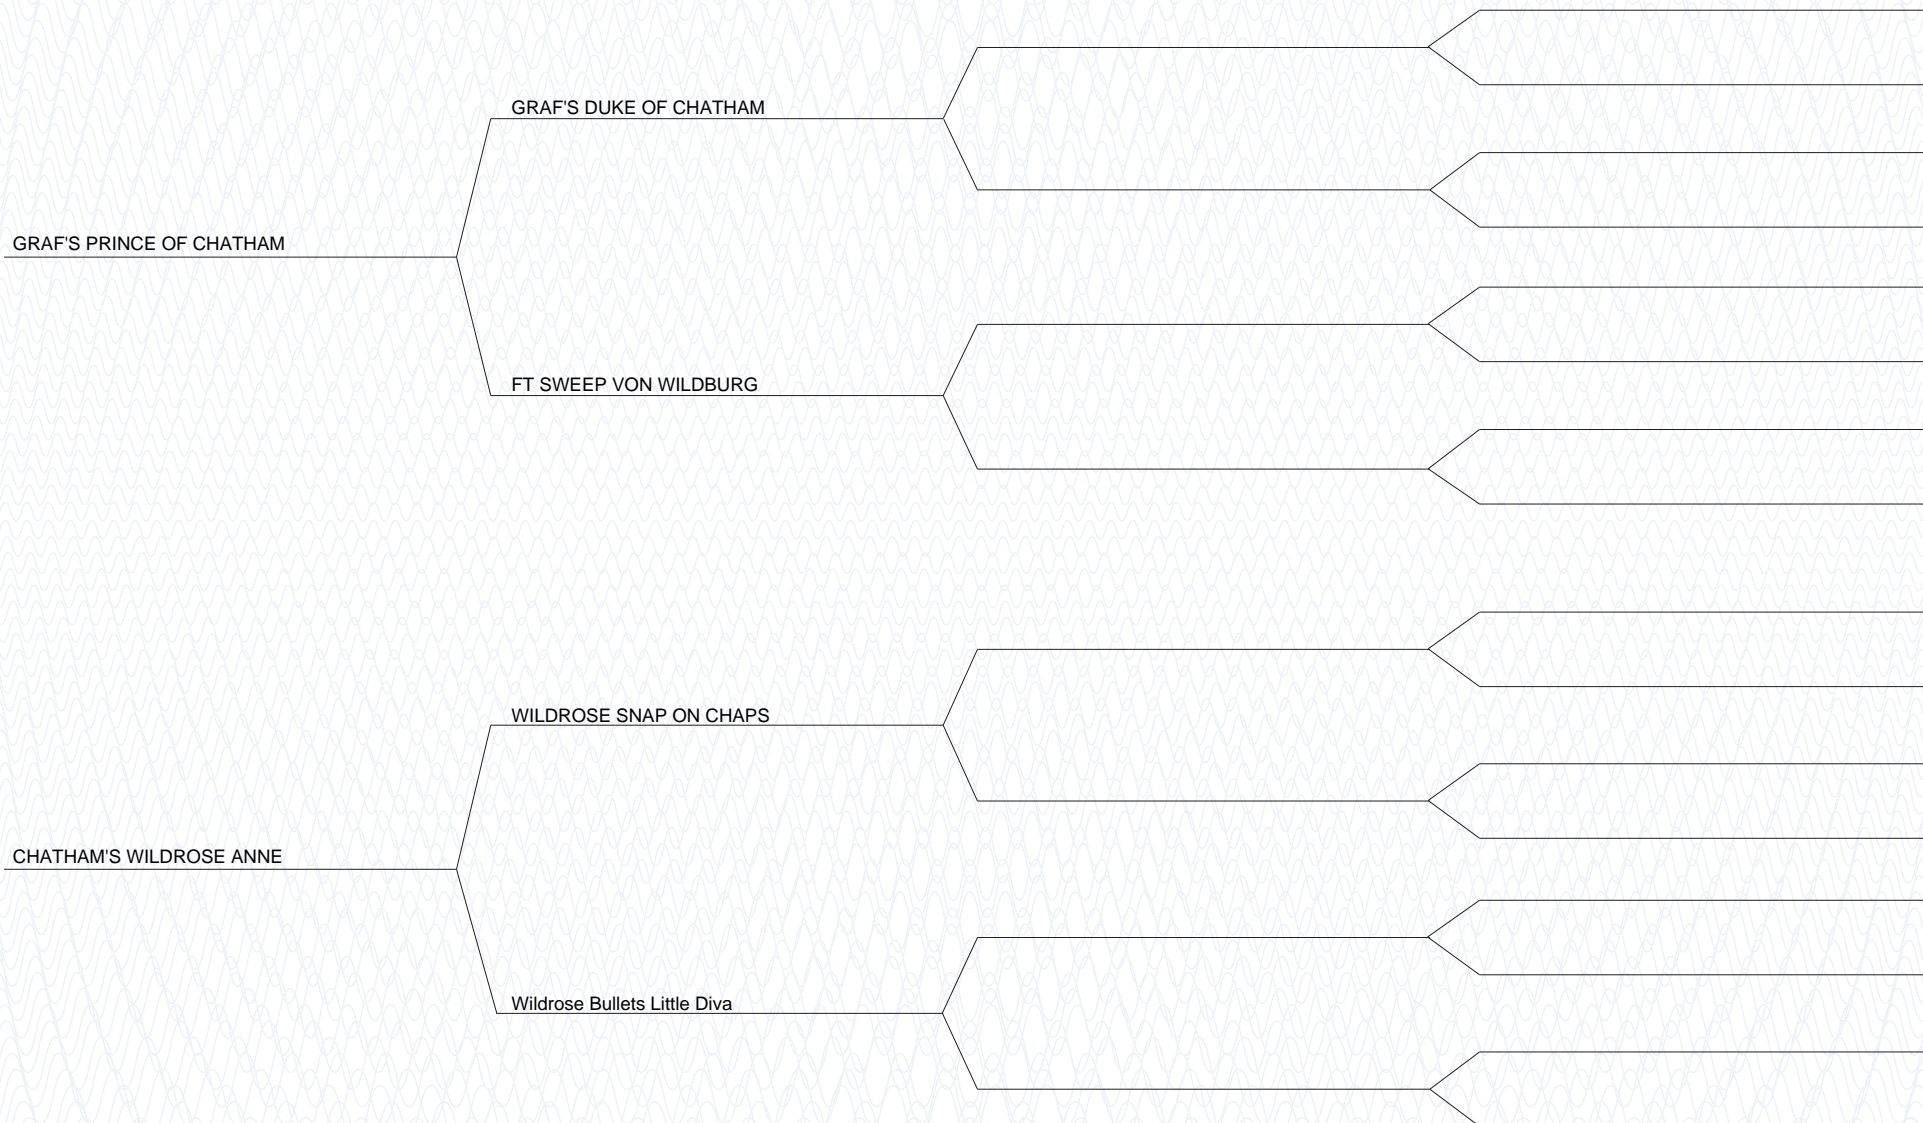 GRAF'S DUKE OF CHATHAM
GRAF'S PRINCE OF CHATHAM
FT SWEEP VON WILDBURG
WILDROSE SNAP ON CHAPS
CHATHAM'S WILDROSE ANNE
Wildrose Bullets Little Diva